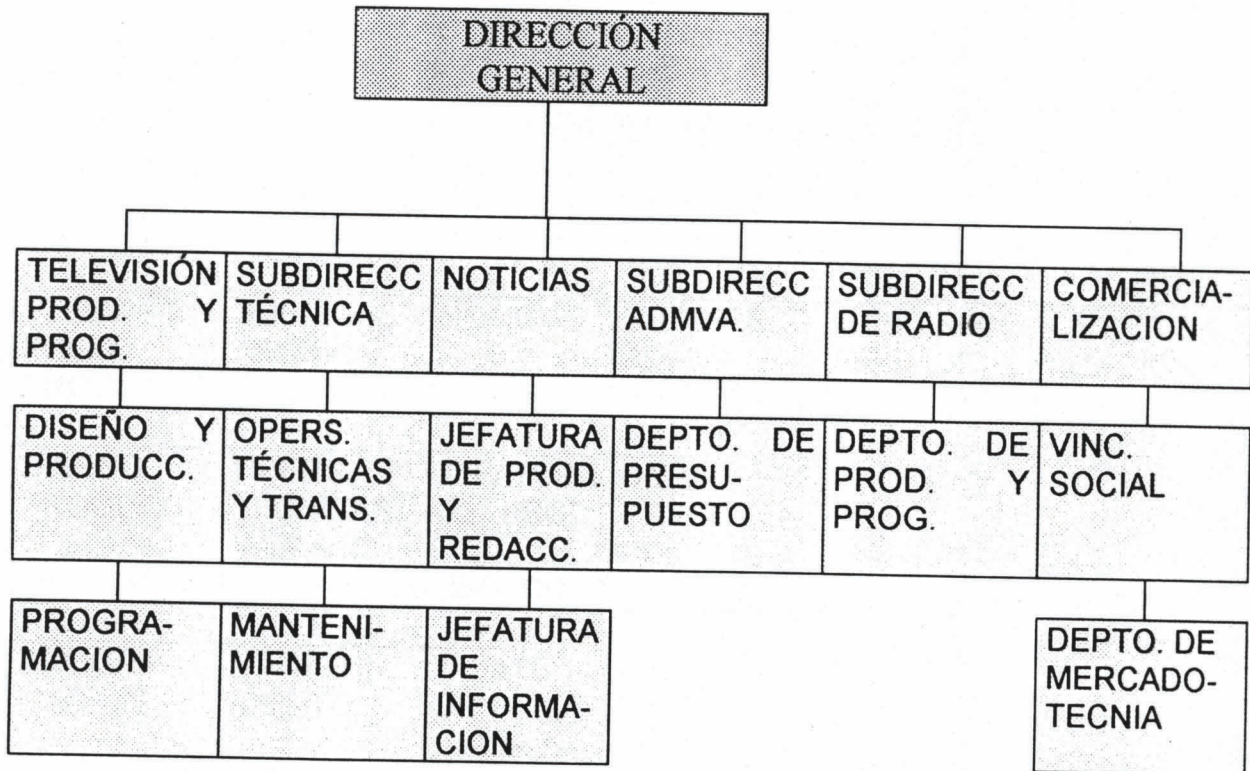 DIRECCIÓN
GENERAL
TELEVISIÓN
PROD. Y
PROG.
SUBDIRECC
TÉCNICA
NOTICIAS
SUBDIRECC
ADMVA.
SUBDIRECC
DE RADIO
COMERCIA-
LIZACION
DISEÑO Y
PRODUCC.
OPERS.
TÉCNICAS
Y TRANS.
JEFATURA
DE PROD.
Y
REDACC.
DEPTO. DE
PRESU-
PUESTO
DEPTO. DE
PROD. Y
PROG.
VINC.
SOCIAL
PROGRA-
MACION
MANTENI-
MIENTO
JEFATURA
DE
INFORMA-
CION
DEPTO. DE
MERCADO-
TECNIA